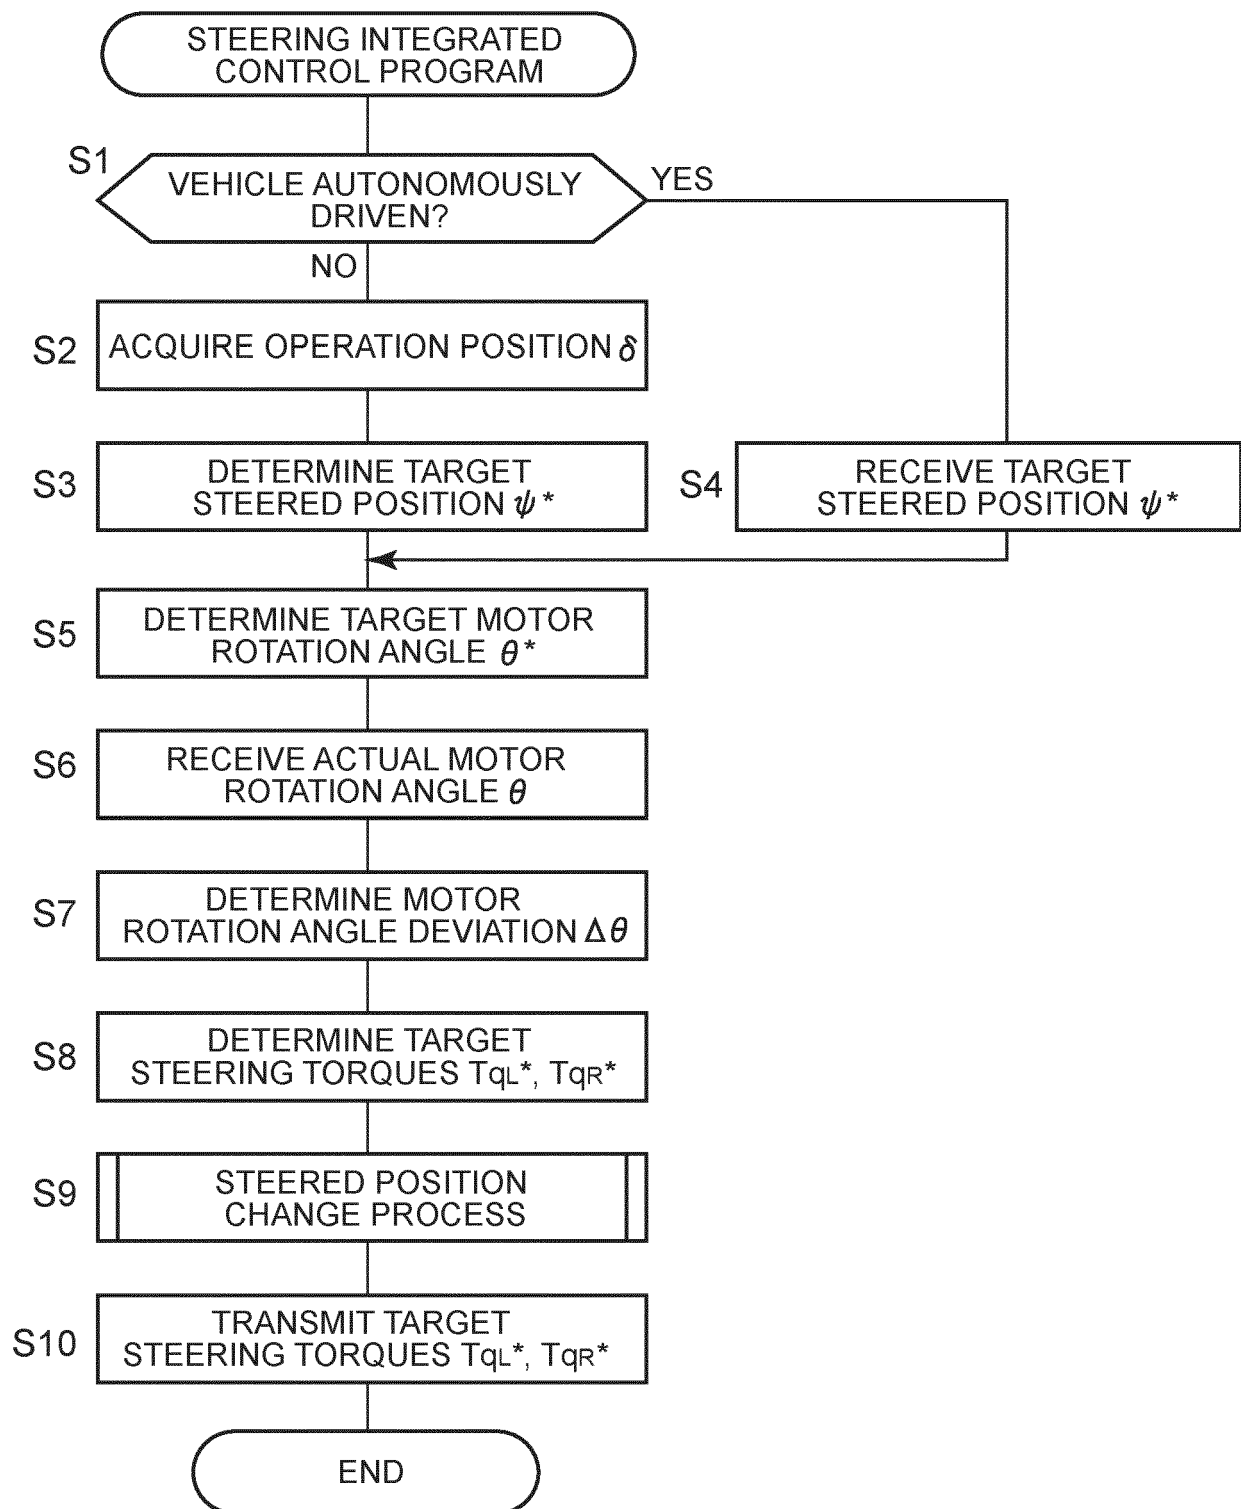 STEERING INTEGRATED
CONTROL PROGRAM
S1
VEHICLE AUTONOMOUSLY
DRIVEN?
YES
NO
S2
ACQUIRE OPERATION POSITION δ
S3
DETERMINE TARGET
STEERED POSITION ψ*
S4
RECEIVE TARGET
STEERED POSITION ψ*
S5
DETERMINE TARGET MOTOR
ROTATION ANGLE θ*
S6
RECEIVE ACTUAL MOTOR
ROTATION ANGLE θ
S7
DETERMINE MOTOR
ROTATION ANGLE DEVIATION Δθ
S8
DETERMINE TARGET
STEERING TORQUES TqL*, TqR*
S9
STEERED POSITION
CHANGE PROCESS
S10
TRANSMIT TARGET
STEERING TORQUES TqL*, TqR*
END